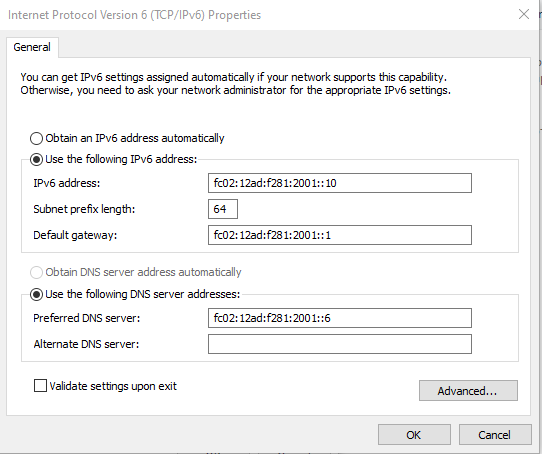 Internet Protocol Version 6 (TCP/IPv6) Properties
General
You can get IPv6 settings assigned automatically if your network supports this capability.
Otherwise, you need to ask your network administrator for the appropriate IPv6 settings.
Obtain an IPv6 address automatically
Use the following IPv6 address:
IPv6 address: fc02:12ad:f281:2001::10
Subnet prefix length: 64
Default gateway: fc02:12ad:f281:2001::1
Obtain DNS server address automatically
Use the following DNS server addresses:
Preferred DNS server: fc02:12ad:f281:2001::6
Alternate DNS server:
Validate settings upon exit
Advanced...
OK Cancel